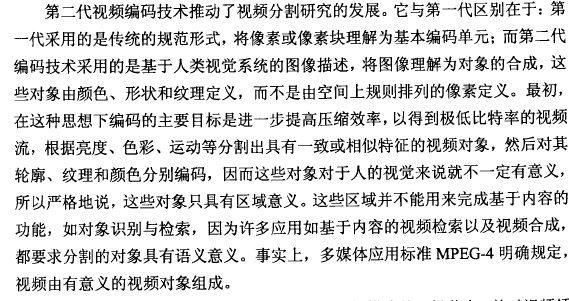 第二代视频编码技术推动了视频分割研究的发展。它与第一代区别在于：第
一代采用的是传统的规范形式，将像素或像素块理解为基本编码单元；而第二代
编码技术采用的是基于人类视觉系统的图像描述，将图像理解为对象的合成，这
些对象由颜色、形状和纹理定义，而不是由空间上规则排列的像素定义。最初，
在这种思想下编码的主要目标是进一步提高压缩效率，以得到极低比特率的视频
流，根据亮度、色彩、运动等分割出具有一致或相似特征的视频对象，然后对其
轮廓、纹理和颜色分别编码，因而这些对象对于人的视觉来说就不一定有意义，
所以严格地说，这些对象只具有区域意义。这些区域并不能用来完成基于内容的
功能，如对象识别与检索，因为许多应用如基于内容的视频检索以及视频合成，
都要求分割的对象具有语义意义。事实上，多媒体应用标准 MPEG-4 明确规定，
视频由有意义的视频对象组成。